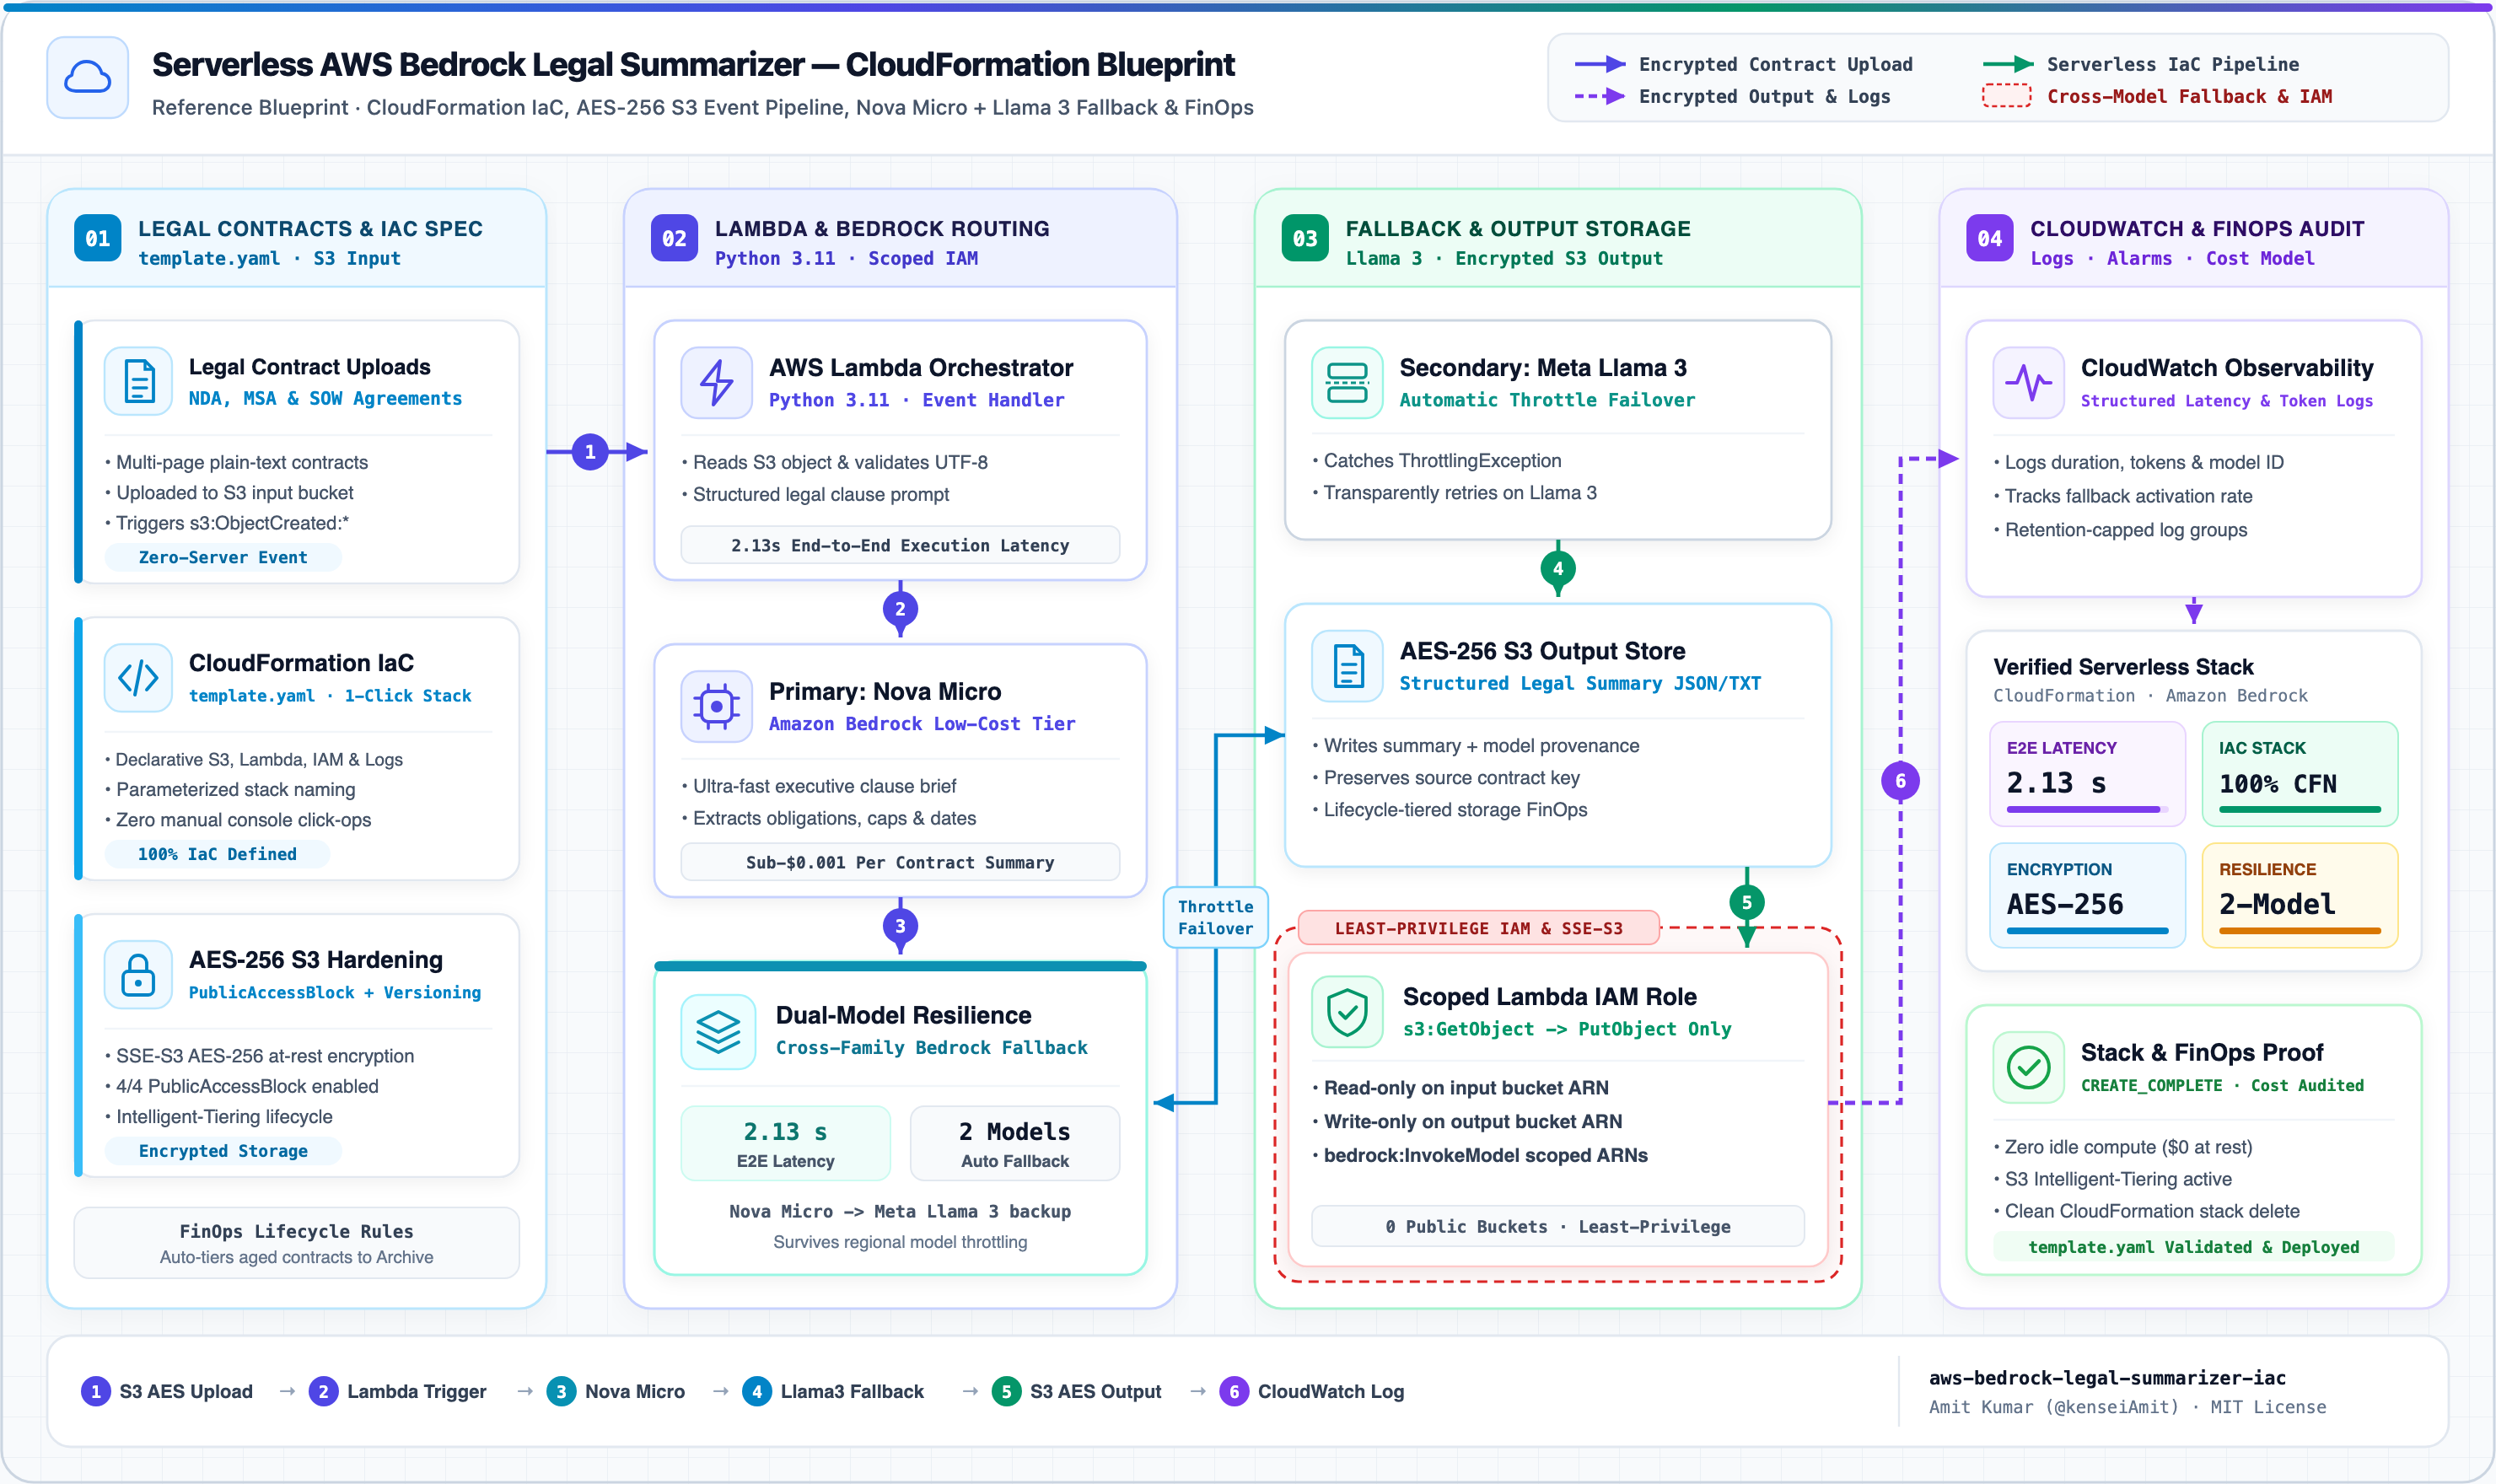 Serverless AWS Bedrock Legal Summarizer — CloudFormation Blueprint
Reference Blueprint · CloudFormation IaC, AES-256 S3 Event Pipeline, Nova Micro + Llama 3 Fallback & FinOps
Encrypted Contract Upload
Serverless IaC Pipeline
Encrypted Output & Logs
Cross-Model Fallback & IAM
01
LEGAL CONTRACTS & IAC SPEC
template.yaml · S3 Input
Legal Contract Uploads
NDA, MSA & SOW Agreements
• Multi-page plain-text contracts
• Uploaded to S3 input bucket
• Triggers s3:ObjectCreated:*
Zero-Server Event
CloudFormation IaC
template.yaml · 1-Click Stack
• Declarative S3, Lambda, IAM & Logs
• Parameterized stack naming
• Zero manual console click-ops
100% IaC Defined
AES-256 S3 Hardening
PublicAccessBlock + Versioning
• SSE-S3 AES-256 at-rest encryption
• 4/4 PublicAccessBlock enabled
• Intelligent-Tiering lifecycle
Encrypted Storage
FinOps Lifecycle Rules
Auto-tiers aged contracts to Archive
1
02
LAMBDA & BEDROCK ROUTING
Python 3.11 · Scoped IAM
AWS Lambda Orchestrator
Python 3.11 · Event Handler
• Reads S3 object & validates UTF-8
• Structured legal clause prompt
2.13s End-to-End Execution Latency
2
Primary: Nova Micro
Amazon Bedrock Low-Cost Tier
• Ultra-fast executive clause brief
• Extracts obligations, caps & dates
Sub-$0.001 Per Contract Summary
3
Dual-Model Resilience
Cross-Family Bedrock Fallback
2.13 s
E2E Latency
2 Models
Auto Fallback
Nova Micro -> Meta Llama 3 backup
Survives regional model throttling
Throttle
Failover
03
FALLBACK & OUTPUT STORAGE
Llama 3 · Encrypted S3 Output
Secondary: Meta Llama 3
Automatic Throttle Failover
• Catches ThrottlingException
• Transparently retries on Llama 3
4
AES-256 S3 Output Store
Structured Legal Summary JSON/TXT
• Writes summary + model provenance
• Preserves source contract key
• Lifecycle-tiered storage FinOps
5
LEAST-PRIVILEGE IAM & SSE-S3
Scoped Lambda IAM Role
s3:GetObject -> PutObject Only
• Read-only on input bucket ARN
• Write-only on output bucket ARN
• bedrock:InvokeModel scoped ARNs
0 Public Buckets · Least-Privilege
6
04
CLOUDWATCH & FINOPS AUDIT
Logs · Alarms · Cost Model
CloudWatch Observability
Structured Latency & Token Logs
• Logs duration, tokens & model ID
• Tracks fallback activation rate
• Retention-capped log groups
Verified Serverless Stack
CloudFormation · Amazon Bedrock
E2E LATENCY
2.13 s
IAC STACK
100% CFN
ENCRYPTION
AES-256
RESILIENCE
2-Model
Stack & FinOps Proof
CREATE_COMPLETE · Cost Audited
• Zero idle compute ($0 at rest)
• S3 Intelligent-Tiering active
• Clean CloudFormation stack delete
template.yaml Validated & Deployed
1 S3 AES Upload → 2 Lambda Trigger → 3 Nova Micro → 4 Llama3 Fallback → 5 S3 AES Output → 6 CloudWatch Log
aws-bedrock-legal-summarizer-iac
Amit Kumar (@kenseiAmit) · MIT License